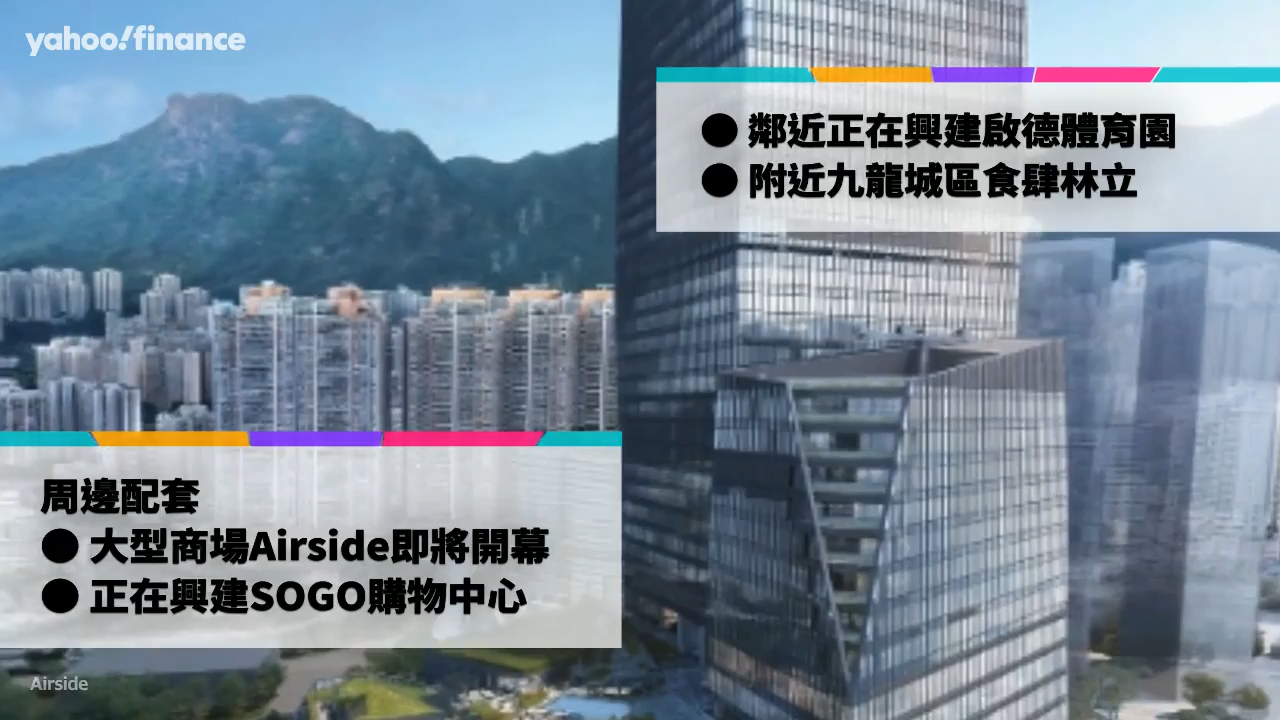 yahoo!finance
周邊配套
● 大型商場Airside即將開幕
● 正在興建SOGO購物中心
● 鄰近正在興建啟德體育園
● 附近九龍城區食肆林立
Airside